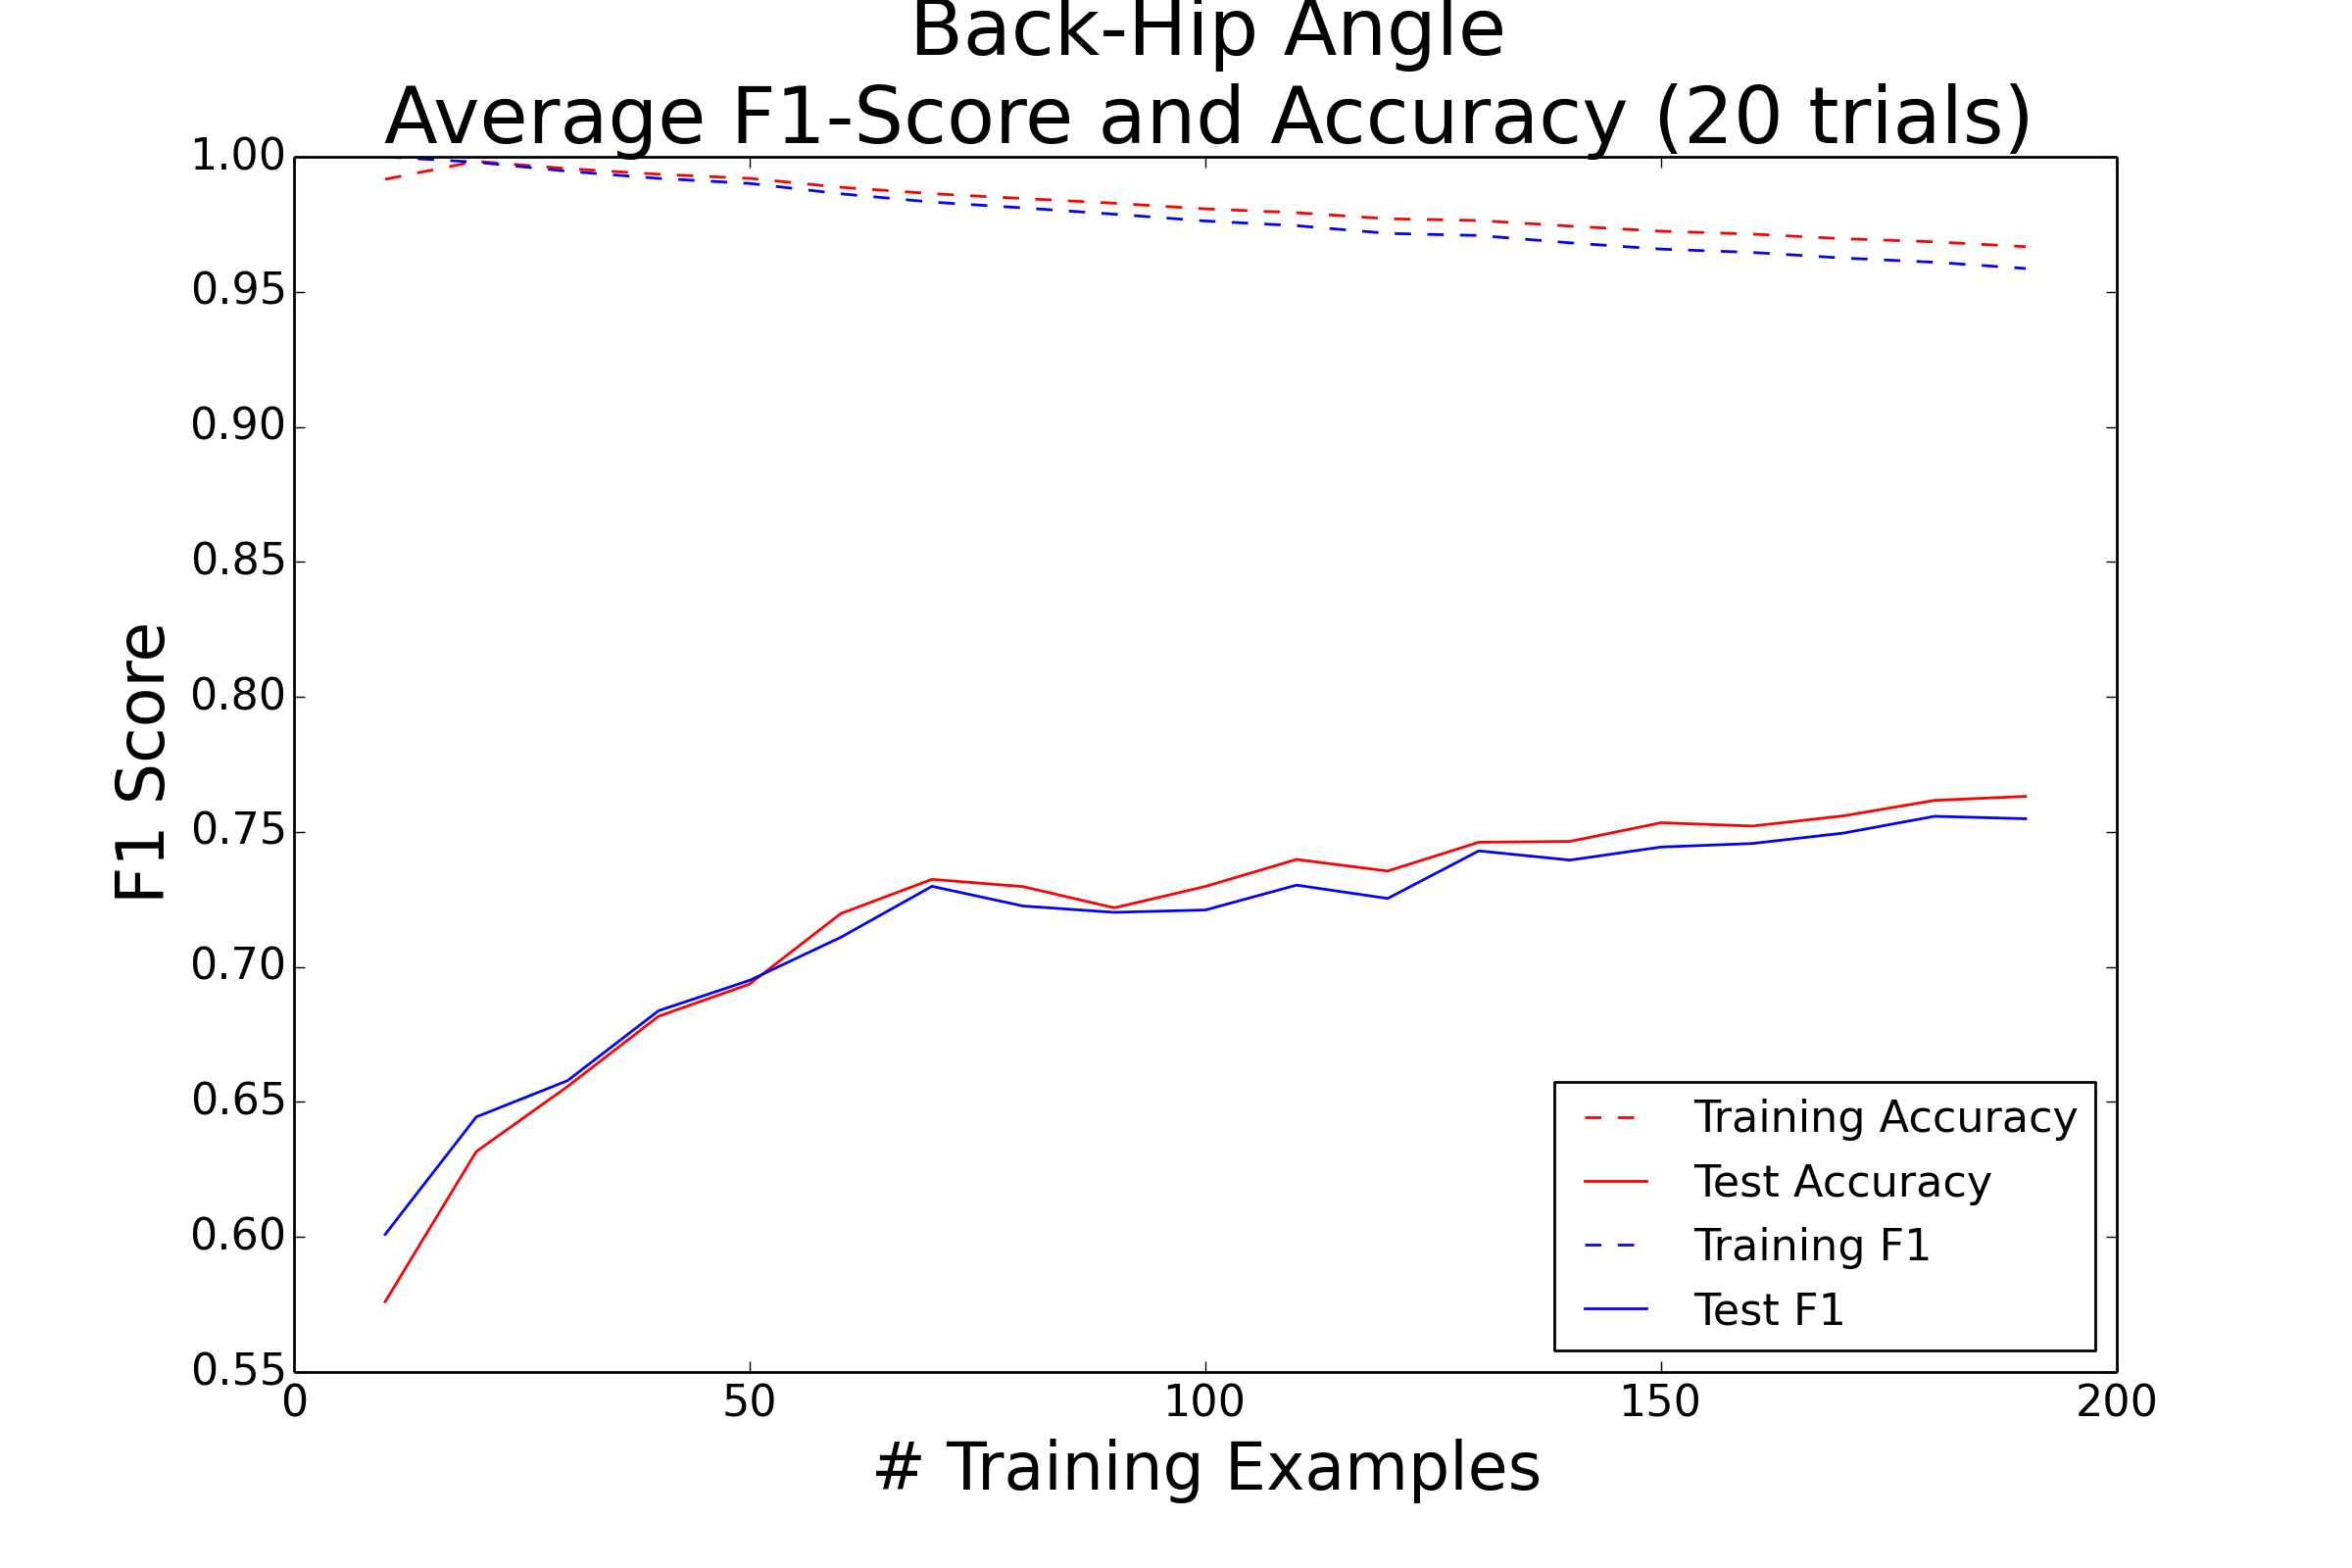 Back-Hip Angle
Average F1-Score and Accuracy (20 trials)
1.00
0.95
0.90
0.85
0.80
0.75
0.70
0.65
0.60
0.55
F1 Score
0 50 100 150 200
# Training Examples
Training Accuracy
Test Accuracy
Training F1
Test F1